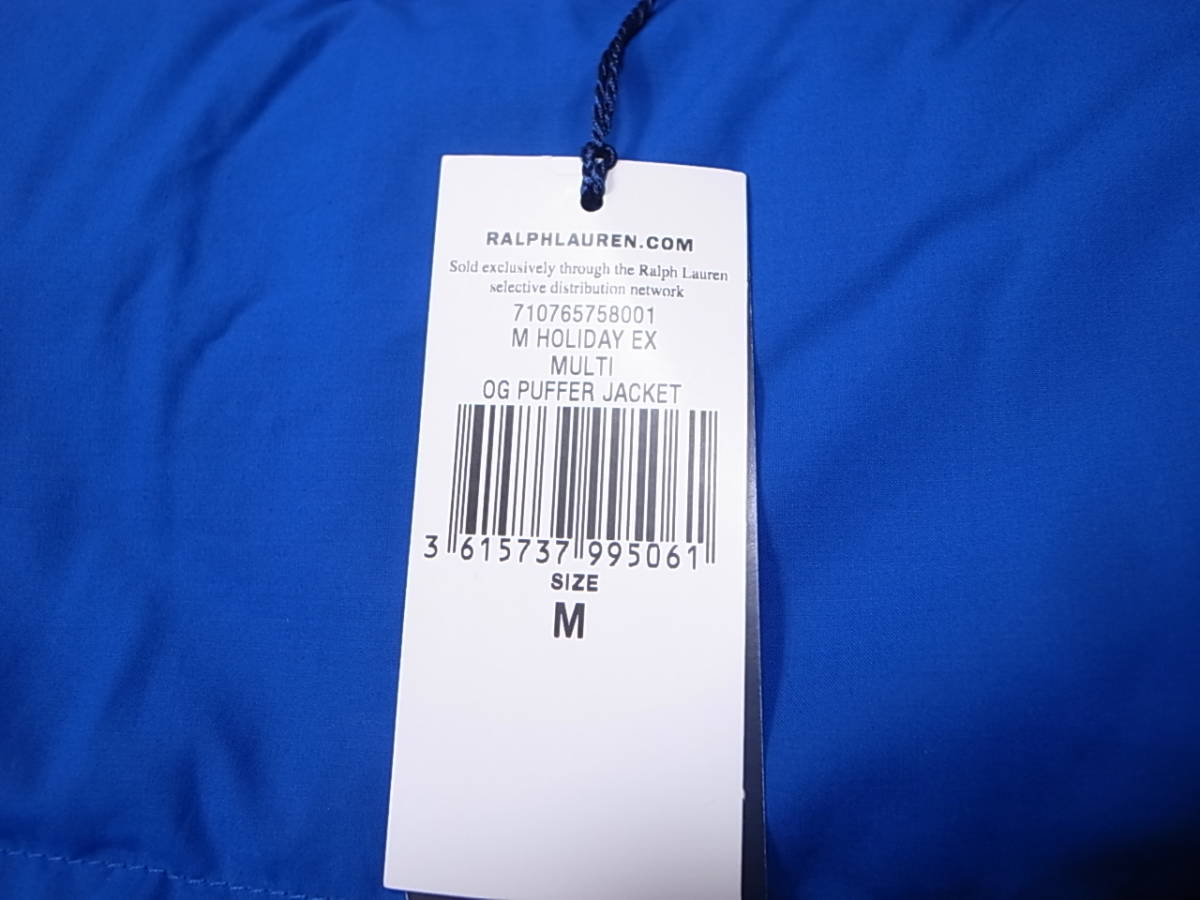 RALPHLAUREN.COM
Sold exclusively through the Ralph Lauren
selective distribution network
710765758001
M HOLIDAY EX
MULTI
OG PUFFER JACKET
3 615737 995061
SIZE
M